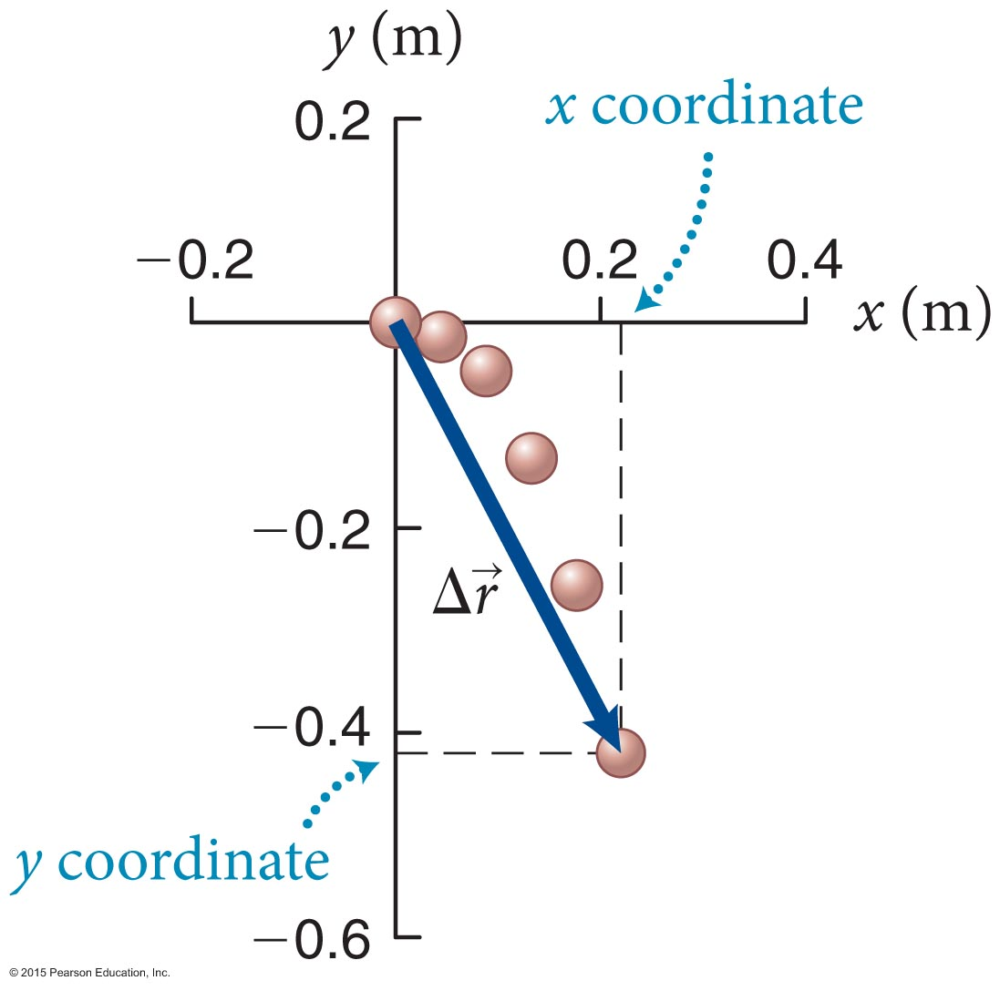 y (m)
0.2
x coordinate
−0.2
0.2
0.4
x (m)
−0.2
Δr⃗
−0.4
y coordinate
−0.6
© 2015 Pearson Education, Inc.